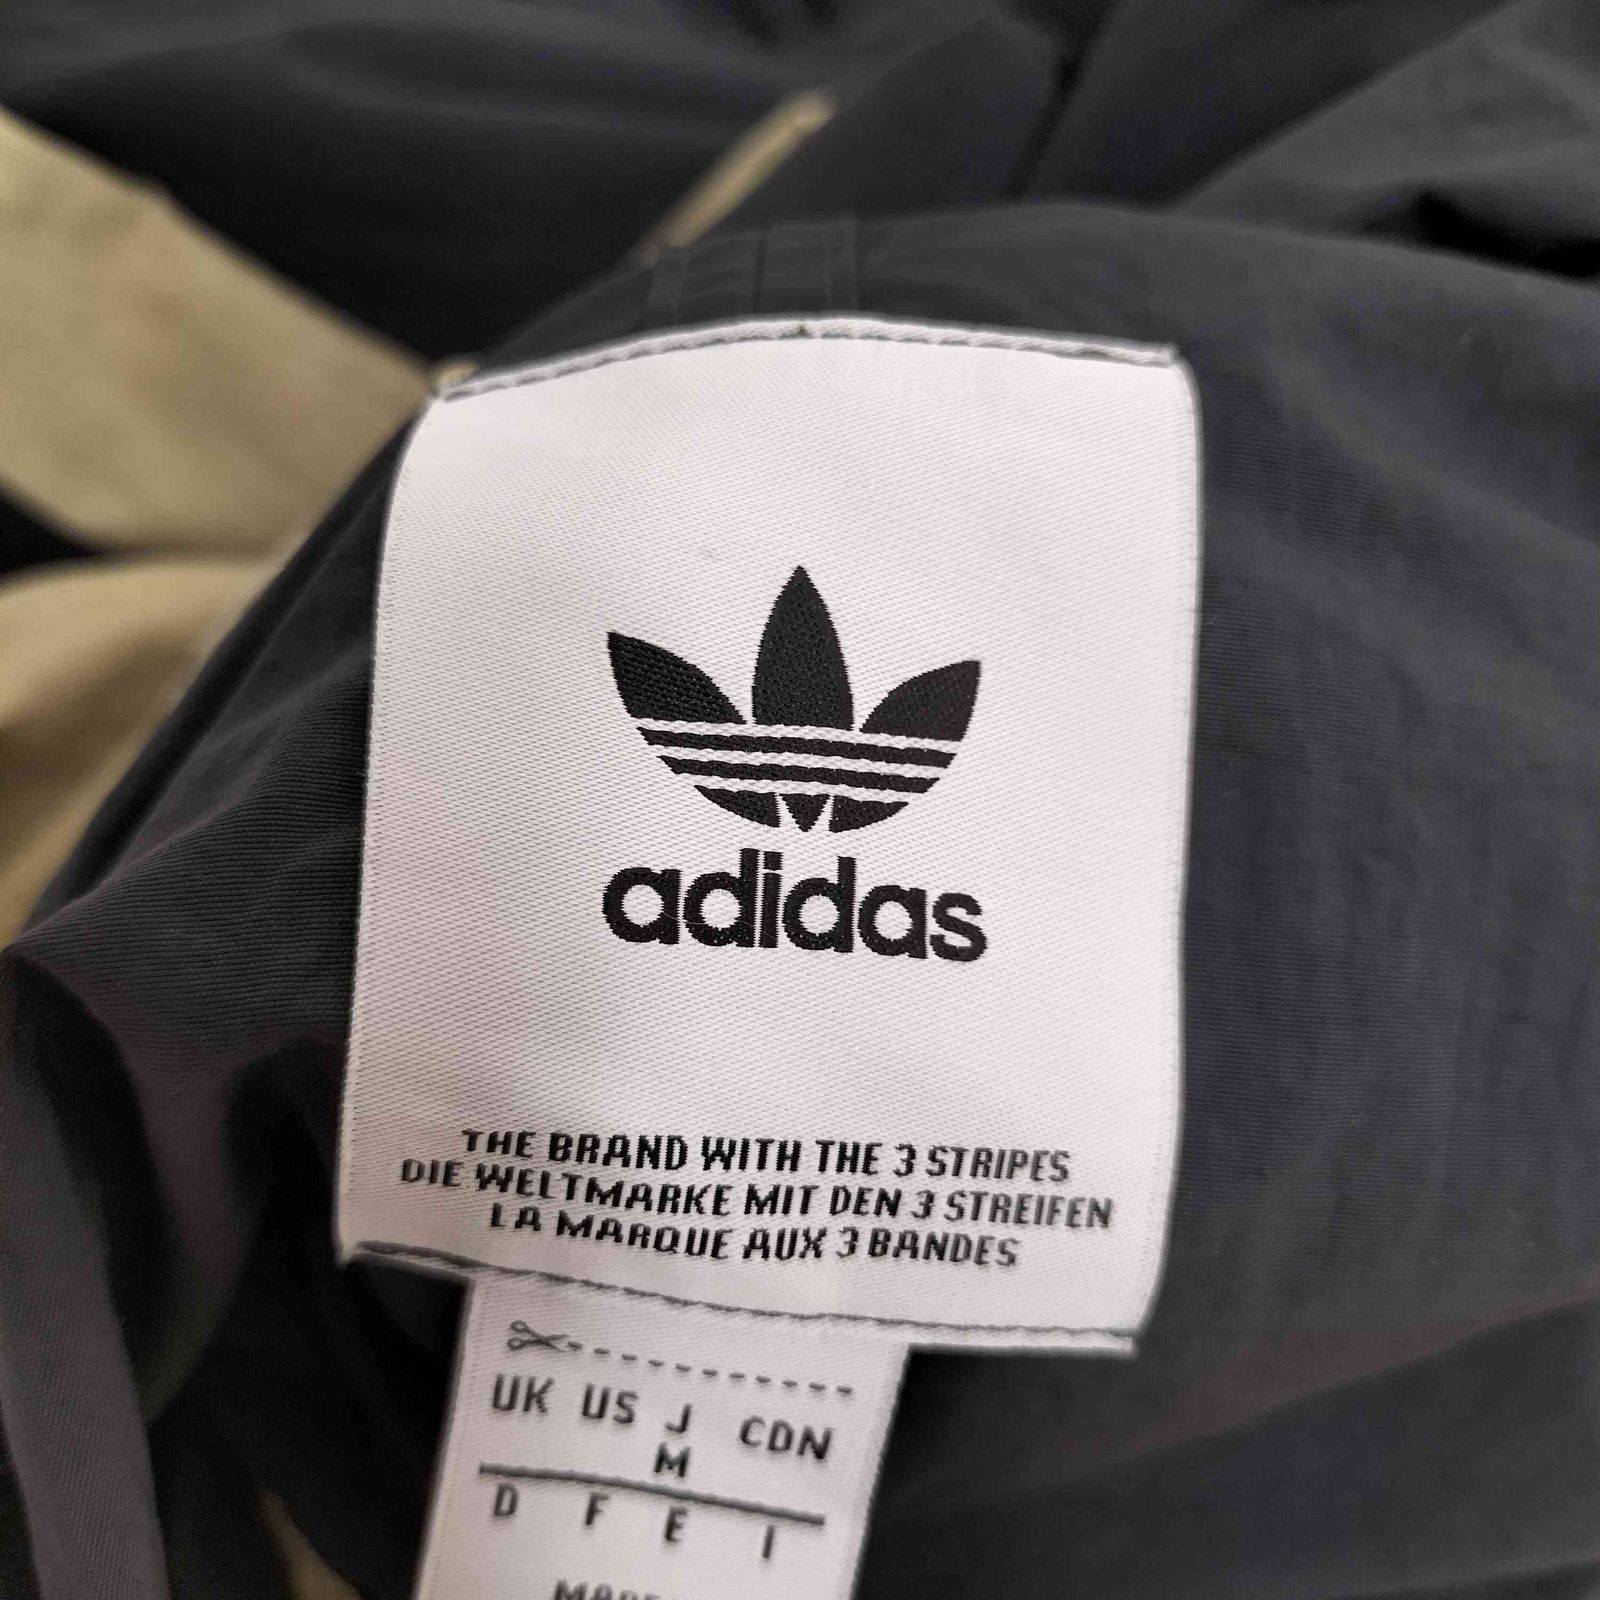 adidas
THE BRAND WITH THE 3 STRIPES
DIE WELTMARKE MIT DEN 3 STREIFEN
LA MARQUE AUX 3 BANDES
UK US J CDN
M
D F E I